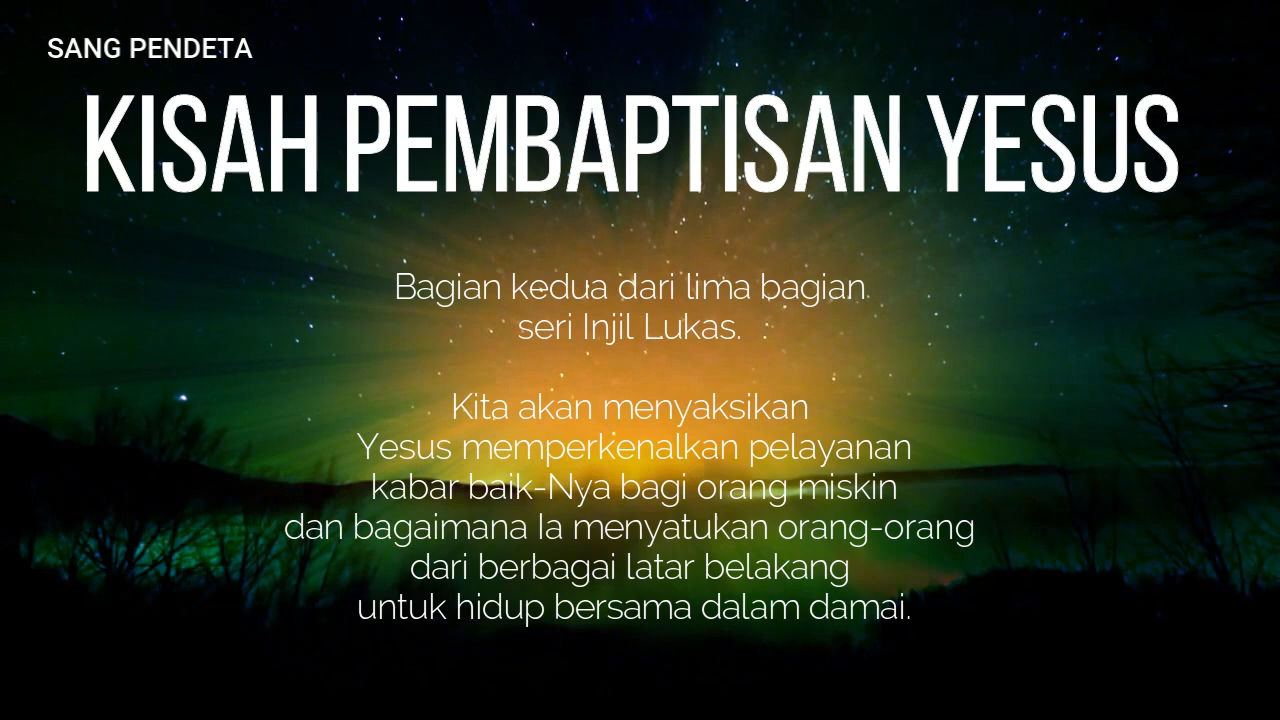 SANG PENDETA
KISAH PEMBAPTISAN YESUS
Bagian kedua dari lima bagian
seri Injil Lukas.
Kita akan menyaksikan
Yesus memperkenalkan pelayanan
kabar baik-Nya bagi orang miskin
dan bagaimana Ia menyatukan orang-orang
dari berbagai latar belakang
untuk hidup bersama dalam damai.